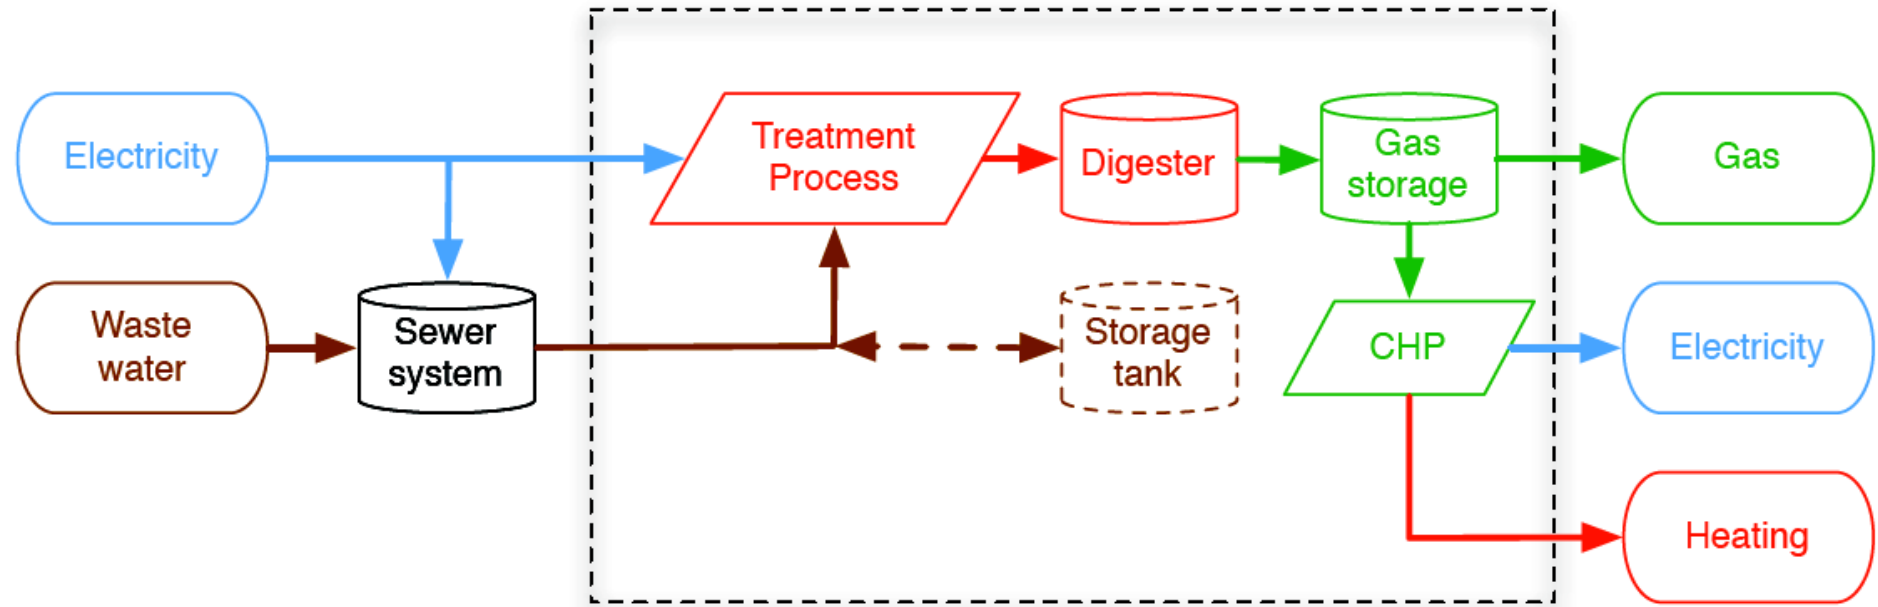 Electricity
Treatment
Process
Digester
Gas
storage
Gas
Waste
water
Sewer
system
Storage
tank
CHP
Electricity
Heating